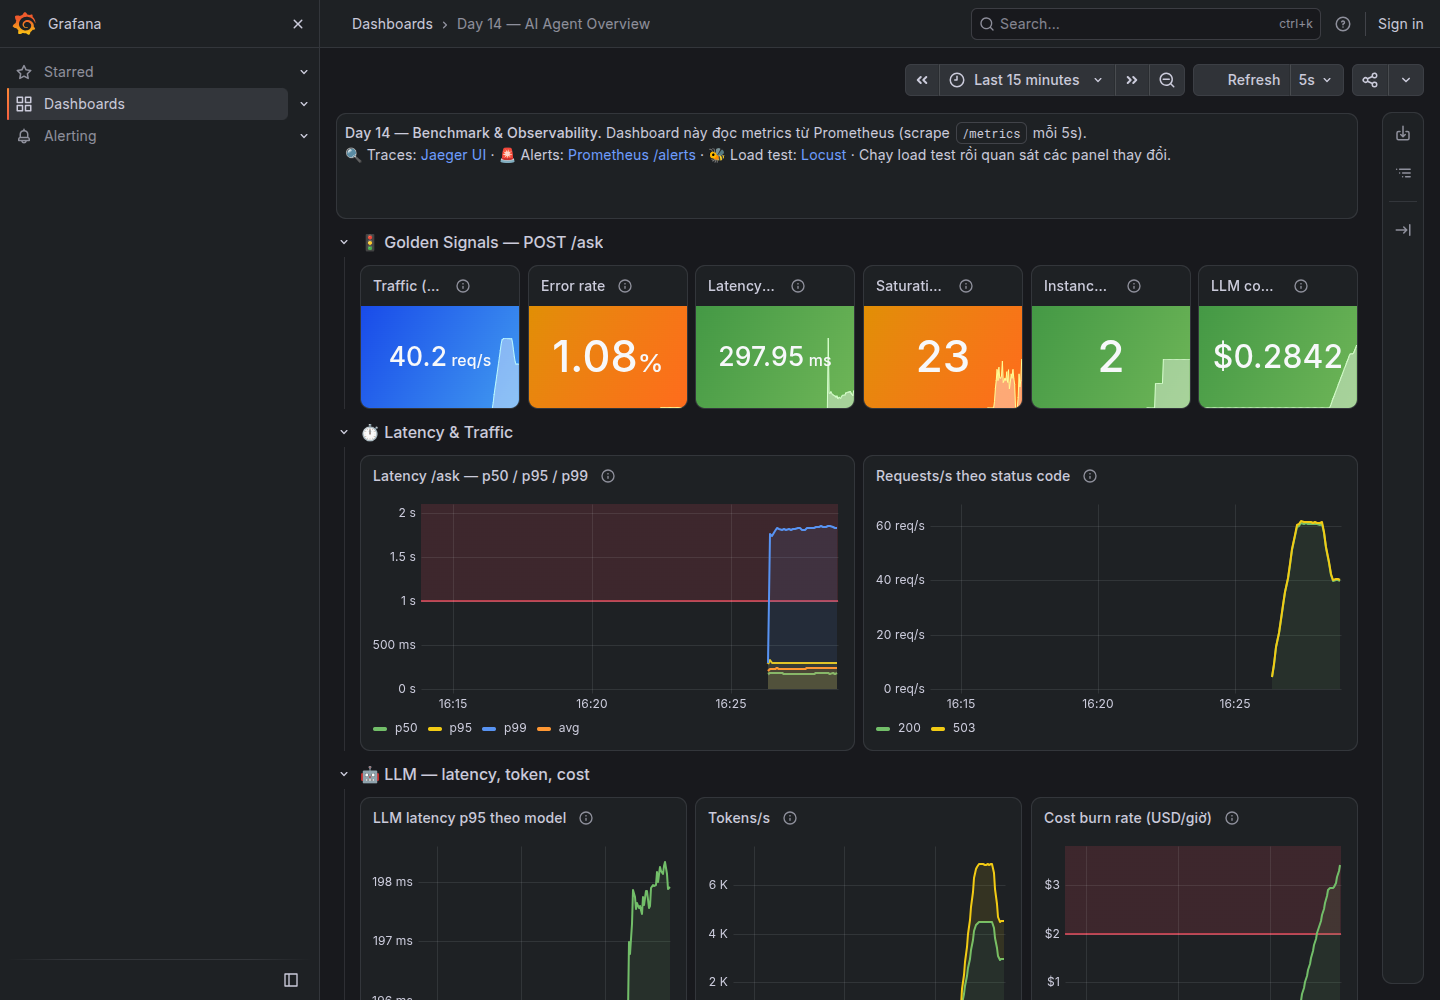 Grafana
Dashboards › Day 14 — AI Agent Overview
Search...
ctrl+k
Sign in
Starred
Dashboards
Alerting
Last 15 minutes
Refresh
5s
Day 14 — Benchmark & Observability. Dashboard này đọc metrics từ Prometheus (scrape /metrics mỗi 5s).
🔍 Traces: Jaeger UI · 🚨 Alerts: Prometheus /alerts · 🐝 Load test: Locust · Chạy load test rồi quan sát các panel thay đổi.
🚦 Golden Signals — POST /ask
Traffic (...
Error rate
Latency...
Saturati...
Instanc...
LLM co...
40.2 req/s
1.08%
297.95 ms
23
2
$0.2842
⏱️ Latency & Traffic
Latency /ask — p50 / p95 / p99
2 s
1.5 s
1 s
500 ms
0 s
16:15
16:20
16:25
p50
p95
p99
avg
Requests/s theo status code
60 req/s
40 req/s
20 req/s
0 req/s
16:15
16:20
16:25
200
503
🤖 LLM — latency, token, cost
LLM latency p95 theo model
198 ms
197 ms
196 ms
Tokens/s
6 K
4 K
2 K
Cost burn rate (USD/giờ)
$3
$2
$1